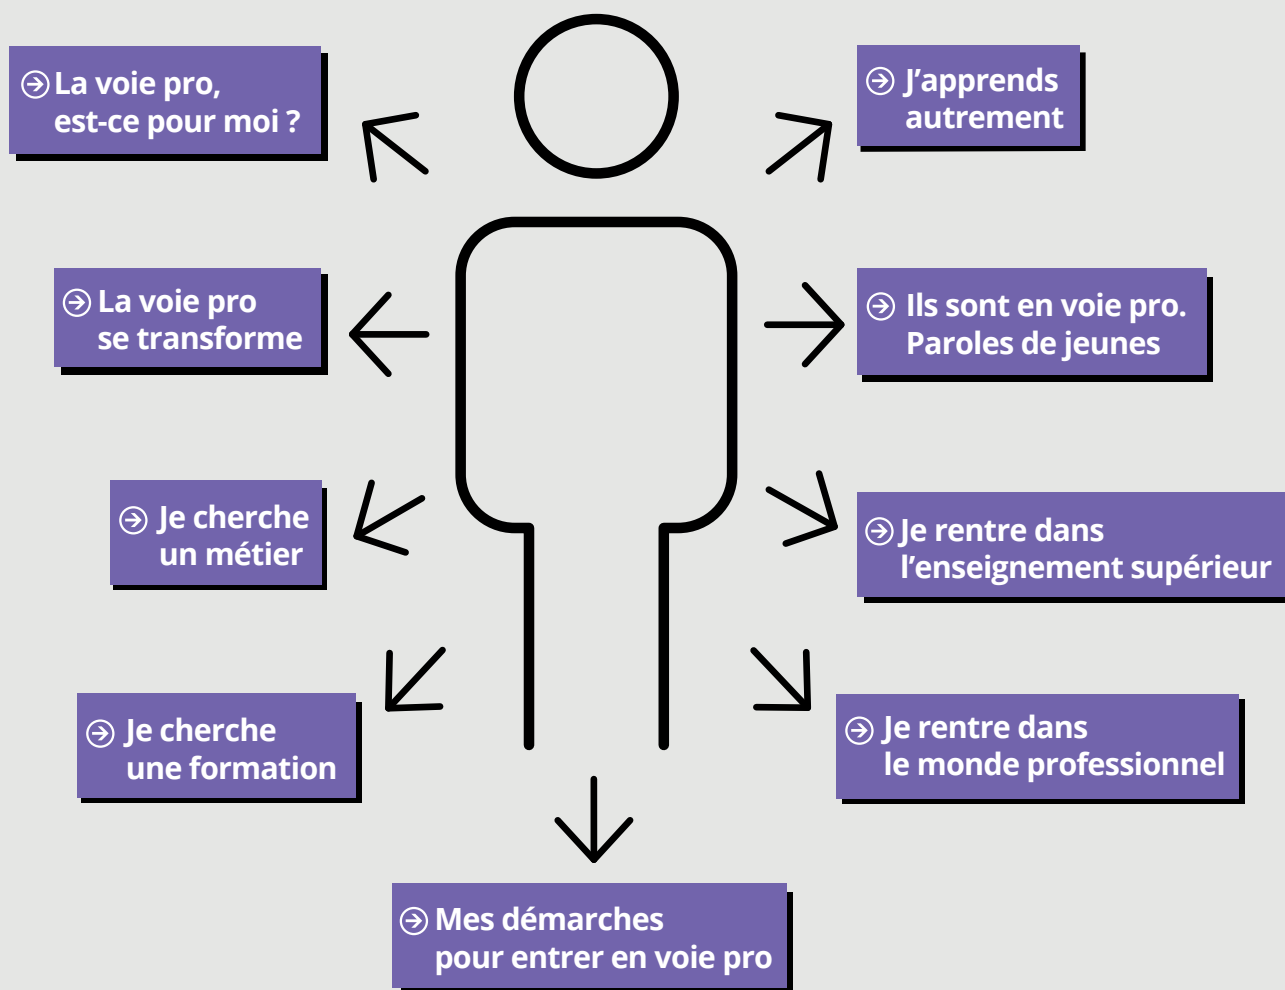 La voie pro,
est-ce pour moi ?
J’apprends
autrement
La voie pro
se transforme
Ils sont en voie pro.
Paroles de jeunes
Je cherche
un métier
Je rentre dans
l’enseignement supérieur
Je cherche
une formation
Je rentre dans
le monde professionnel
Mes démarches
pour entrer en voie pro